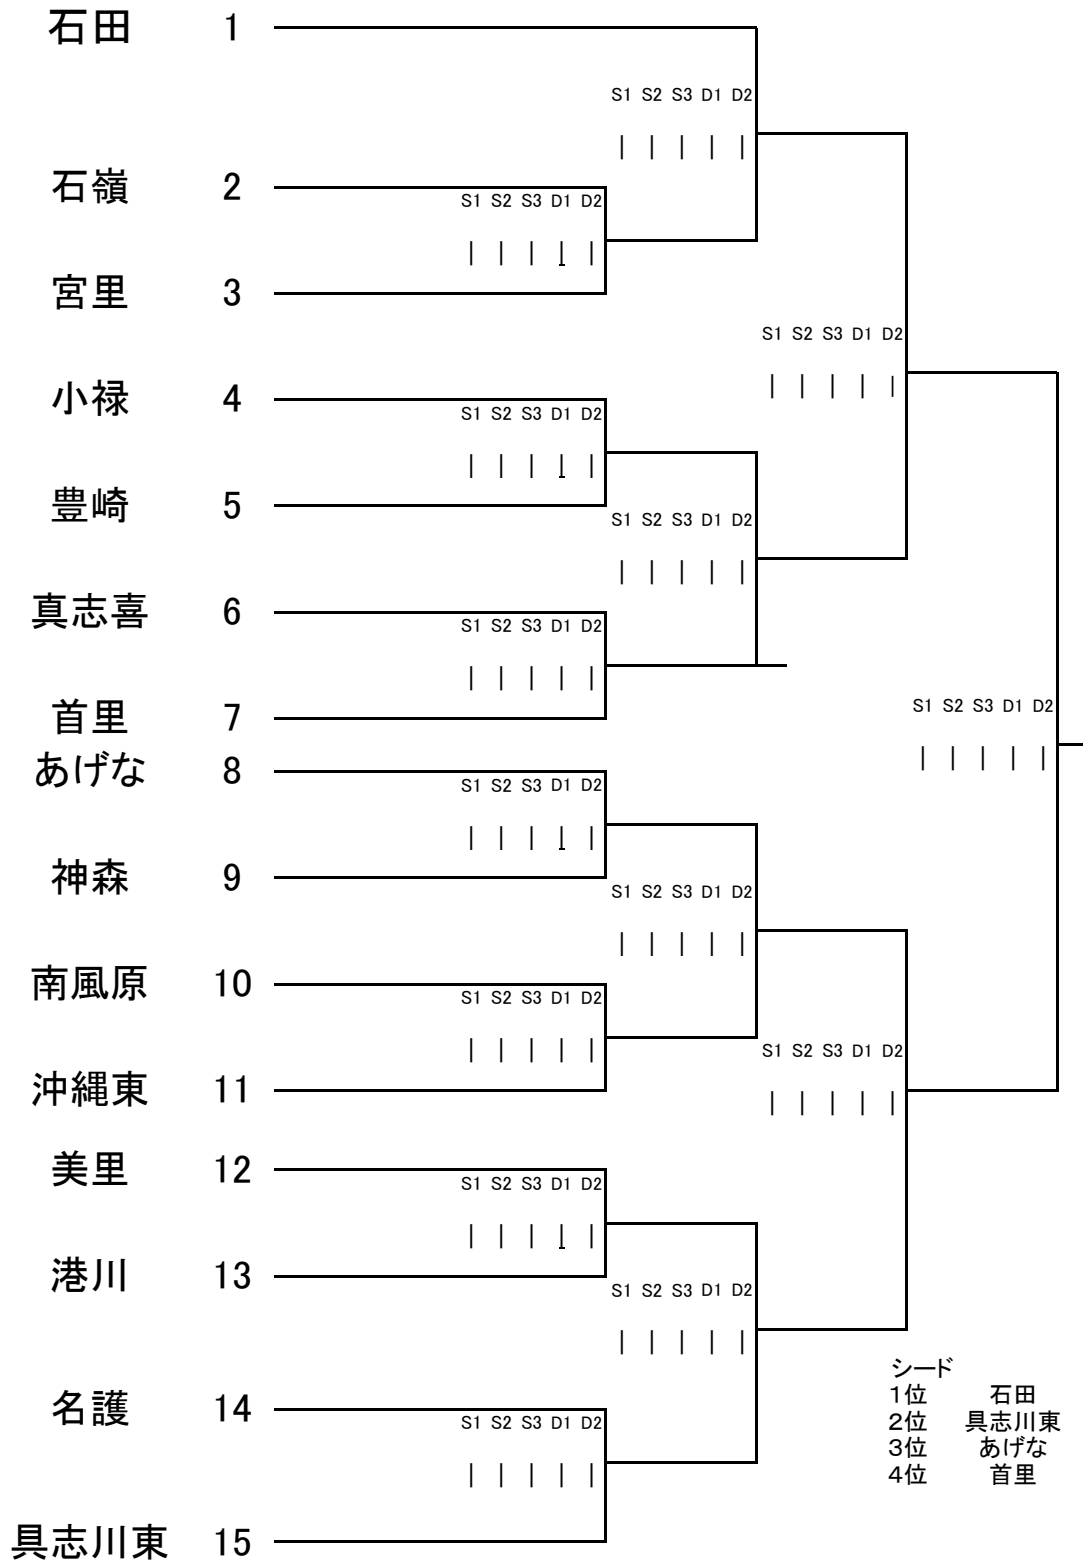 石田 1
S1 S2 S3 D1 D2
石嶺 2
S1 S2 S3 D1 D2
宮里 3
S1 S2 S3 D1 D2
小禄 4
S1 S2 S3 D1 D2
豊崎 5
S1 S2 S3 D1 D2
真志喜 6
S1 S2 S3 D1 D2
首里 7
S1 S2 S3 D1 D2
あげな 8
S1 S2 S3 D1 D2
神森 9
S1 S2 S3 D1 D2
南風原 10
S1 S2 S3 D1 D2
S1 S2 S3 D1 D2
沖縄東 11
美里 12
S1 S2 S3 D1 D2
港川 13
S1 S2 S3 D1 D2
名護 14
S1 S2 S3 D1 D2
具志川東 15
シード
1位 石田
2位 具志川東
3位 あげな
4位 首里